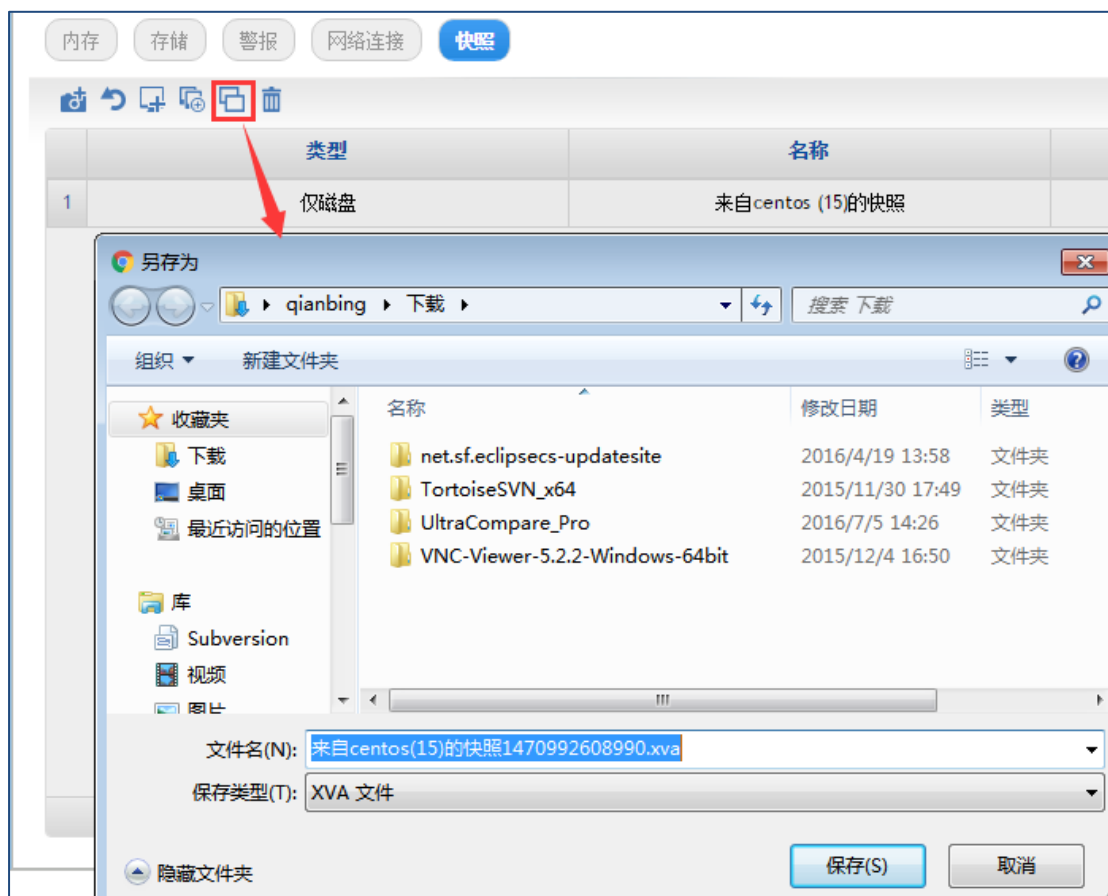 内存 存储 警报 网络连接 快照
类型 名称
1 仅磁盘 来自centos (15)的快照
另存为
qianbing 下载 搜索 下载
组织 新建文件夹
名称 修改日期 类型
收藏夹
下载 net.sf.eclipsecs-updatesite 2016/4/19 13:58 文件夹
桌面 TortoiseSVN_x64 2015/11/30 17:49 文件夹
最近访问的位置 UltraCompare_Pro 2016/7/5 14:26 文件夹
VNC-Viewer-5.2.2-Windows-64bit 2015/12/4 16:50 文件夹
库
Subversion
视频
图片
文件名(N): 来自centos(15)的快照1470992608990.xva
保存类型(T): XVA 文件
隐藏文件夹 保存(S) 取消